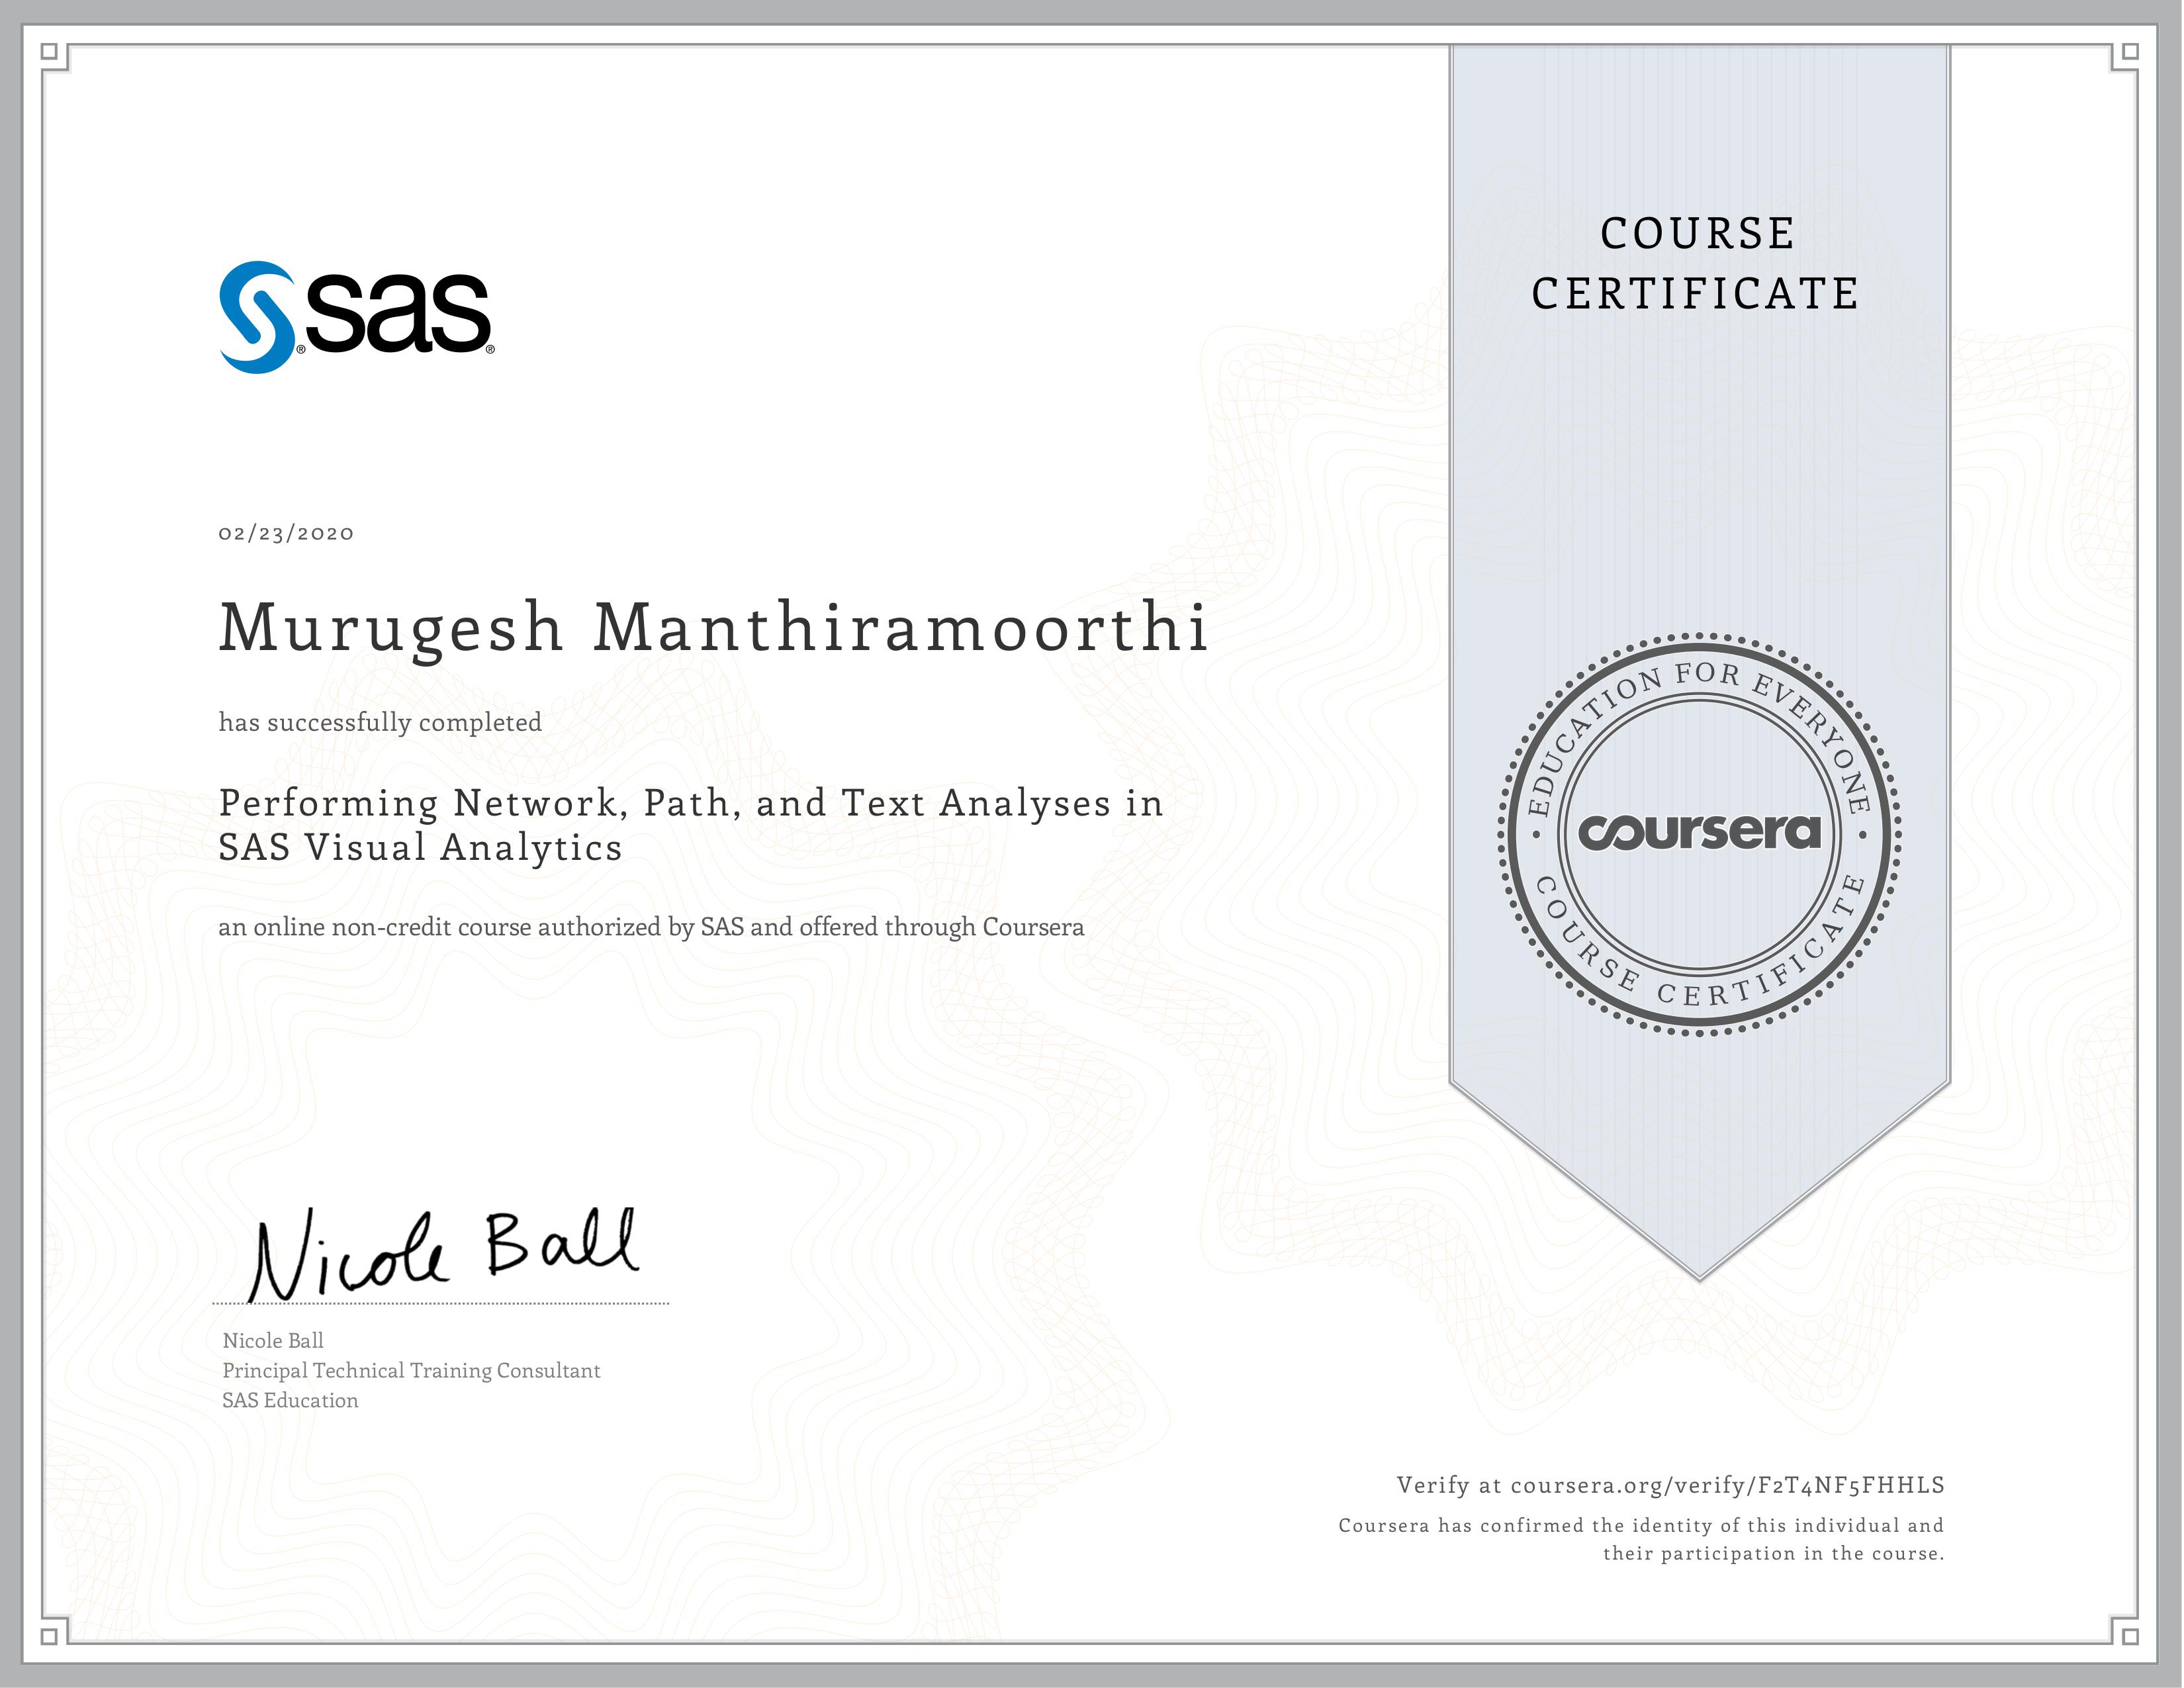 sas
02/23/2020
Murugesh Manthiramoorthi
has successfully completed
Performing Network, Path, and Text Analyses in
SAS Visual Analytics
an online non-credit course authorized by SAS and offered through Coursera
Nicole Ball
Nicole Ball
Principal Technical Training Consultant
SAS Education
COURSE
CERTIFICATE
EDUCATION FOR EVERYONE
coursera
COURSE CERTIFICATE
Verify at coursera.org/verify/F2T4NF5FHHLS
Coursera has confirmed the identity of this individual and
their participation in the course.